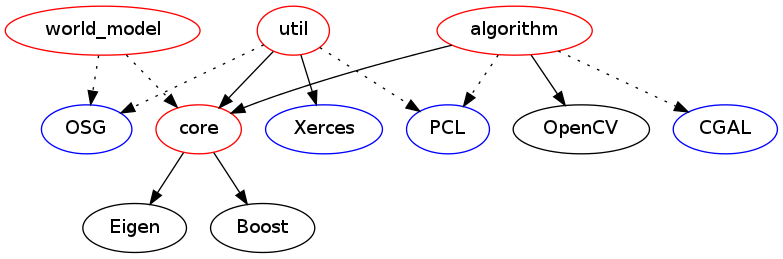 world_model
util
algorithm
OSG
core
Xerces
PCL
OpenCV
CGAL
Eigen
Boost